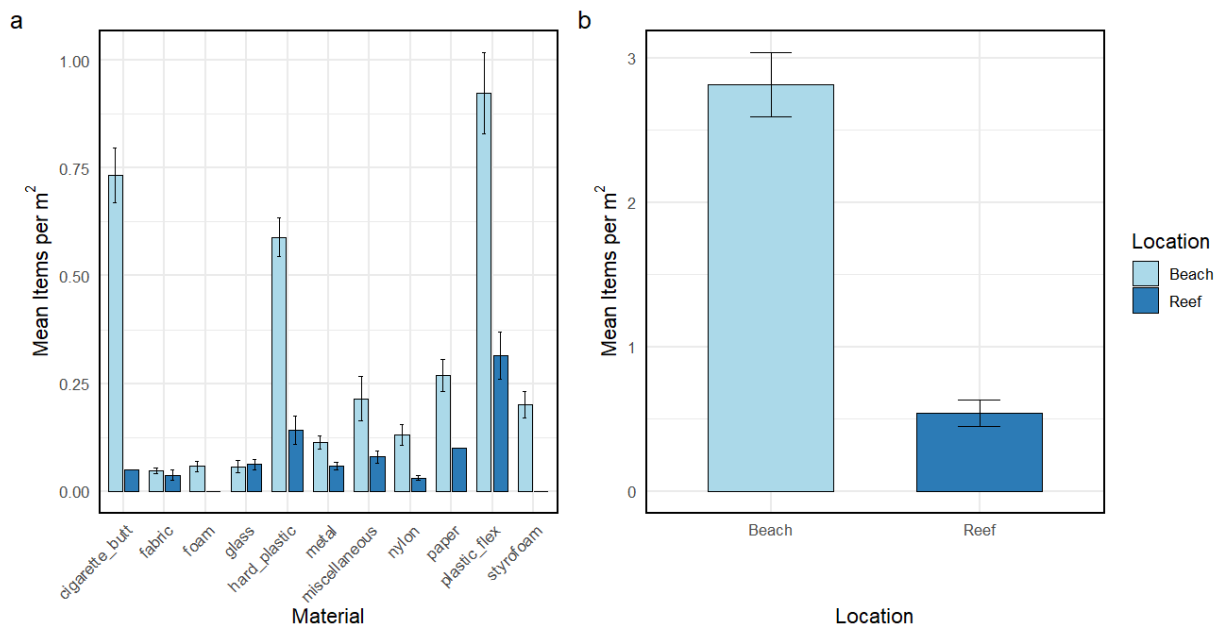 a
Mean Items per m²
1.00
0.75
0.50
0.25
0.00
cigarette_butt
fabric
foam
glass
hard_plastic
metal
miscellaneous
nylon
paper
plastic_flex
styrofoam
Material
b
Mean Items per m²
3
2
1
0
Beach
Reef
Location
Location
Beach
Reef